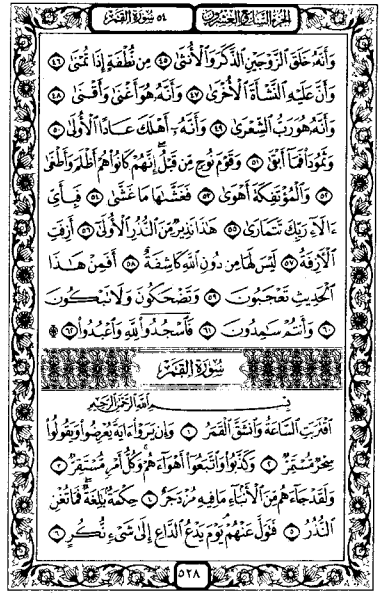 الجزء السابع والعشرون ٥٤ سورة القمر
وَأَنَّهُۥ خَلَقَ ٱلزَّوۡجَيۡنِ ٱلذَّكَرَ وَٱلۡأُنثَىٰ ٤٥ مِن نُّطۡفَةٍ إِذَا تُمۡنَىٰ ٤٦
وَأَنَّ عَلَيۡهِ ٱلنَّشۡأَةَ ٱلۡأُخۡرَىٰ ٤٧ وَأَنَّهُۥ هُوَ أَغۡنَىٰ وَأَقۡنَىٰ ٤٨
وَأَنَّهُۥ هُوَ رَبُّ ٱلشِّعۡرَىٰ ٤٩ وَأَنَّهُۥٓ أَهۡلَكَ عَادًا ٱلۡأُولَىٰ ٥٠
وَثَمُودَاْ فَمَآ أَبۡقَىٰ ٥١ وَقَوۡمَ نُوحٖ مِّن قَبۡلُۖ إِنَّهُمۡ كَانُواْ هُمۡ أَظۡلَمَ وَأَطۡغَىٰ
٥٢ وَٱلۡمُؤۡتَفِكَةَ أَهۡوَىٰ ٥٣ فَغَشَّىٰهَا مَا غَشَّىٰ ٥٤ فَبِأَيِّ
ءَالَآءِ رَبِّكَ تَتَمَارَىٰ ٥٥ هَٰذَا نَذِيرٞ مِّنَ ٱلنُّذُرِ ٱلۡأُولَىٰٓ ٥٦ أَزِفَتِ
ٱلۡأٓزِفَةُ ٥٧ لَيۡسَ لَهَا مِن دُونِ ٱللَّهِ كَاشِفَةٌ ٥٨ أَفَمِنۡ هَٰذَا
ٱلۡحَدِيثِ تَعۡجَبُونَ ٥٩ وَتَضۡحَكُونَ وَلَا تَبۡكُونَ
٦٠ وَأَنتُمۡ سَٰمِدُونَ ٦١ فَٱسۡجُدُواْۤ لِلَّهِۤ وَٱعۡبُدُواْ۩ ٦٢
سُورَةُ القَمَرِ
بِسۡمِ ٱللَّهِ ٱلرَّحۡمَٰنِ ٱلرَّحِيمِ
ٱقۡتَرَبَتِ ٱلسَّاعَةُ وَٱنشَقَّ ٱلۡقَمَرُ ١ وَإِن يَرَوۡاْ ءَايَةٗ يُعۡرِضُواْ وَيَقُولُواْ
سِحۡرٞ مُّسۡتَمِرّٞ ٢ وَكَذَّبُواْ وَٱتَّبَعُوٓاْ أَهۡوَآءَهُمۡۚ وَكُلُّ أَمۡرٖ مُّسۡتَقِرّٞ ٣
وَلَقَدۡ جَآءَهُم مِّنَ ٱلۡأَنۢبَآءِ مَا فِيهِ مُزۡدَجَرٌ ٤ حِكۡمَةُۢ بَٰلِغَةٞۖ فَمَا تُغۡنِ
ٱلنُّذُرُ ٥ فَتَوَلَّ عَنۡهُمۡۘ يَوۡمَ يَدۡعُ ٱلدَّاعِ إِلَىٰ شَيۡءٖ نُّكُرٍ ٦
٥٢٨